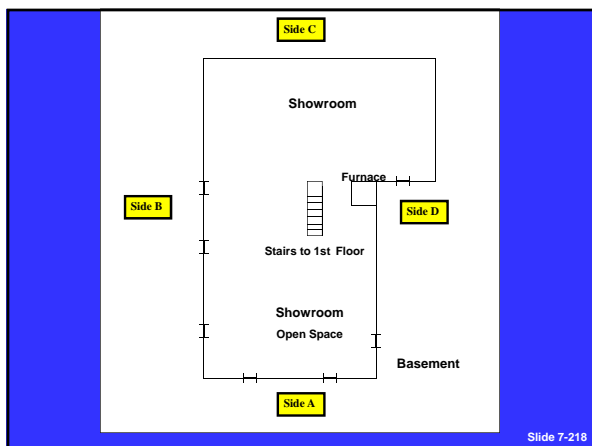 Side C
Showroom
Furnace
Side B
Side D
Stairs to 1st Floor
Showroom
Open Space
Basement
Side A
Slide 7-218